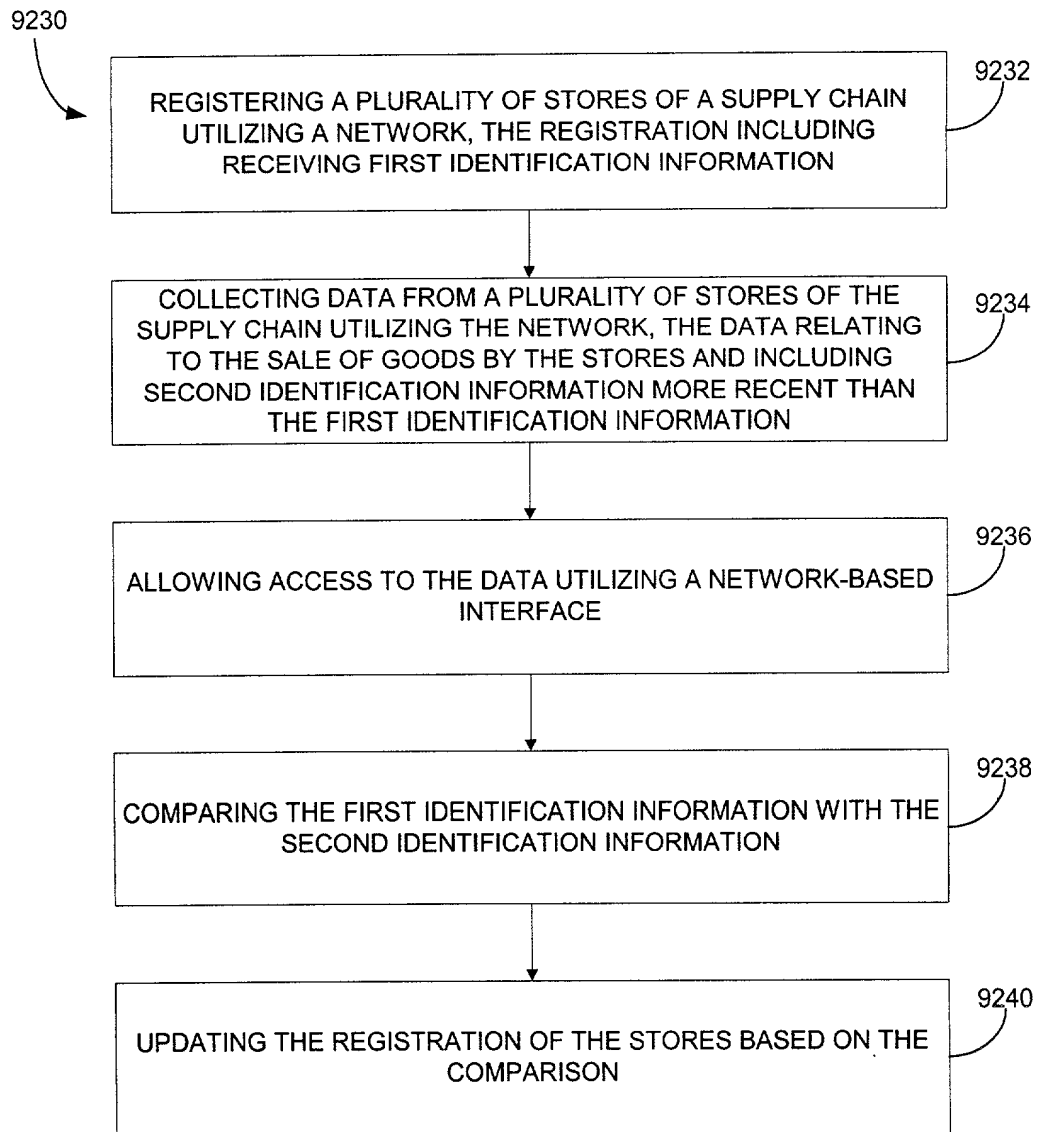 9230
REGISTERING A PLURALITY OF STORES OF A SUPPLY CHAIN
UTILIZING A NETWORK, THE REGISTRATION INCLUDING
RECEIVING FIRST IDENTIFICATION INFORMATION
9232
COLLECTING DATA FROM A PLURALITY OF STORES OF THE
SUPPLY CHAIN UTILIZING THE NETWORK, THE DATA RELATING
TO THE SALE OF GOODS BY THE STORES AND INCLUDING
SECOND IDENTIFICATION INFORMATION MORE RECENT THAN
THE FIRST IDENTIFICATION INFORMATION
9234
ALLOWING ACCESS TO THE DATA UTILIZING A NETWORK-BASED
INTERFACE
9236
COMPARING THE FIRST IDENTIFICATION INFORMATION WITH THE
SECOND IDENTIFICATION INFORMATION
9238
UPDATING THE REGISTRATION OF THE STORES BASED ON THE
COMPARISON
9240